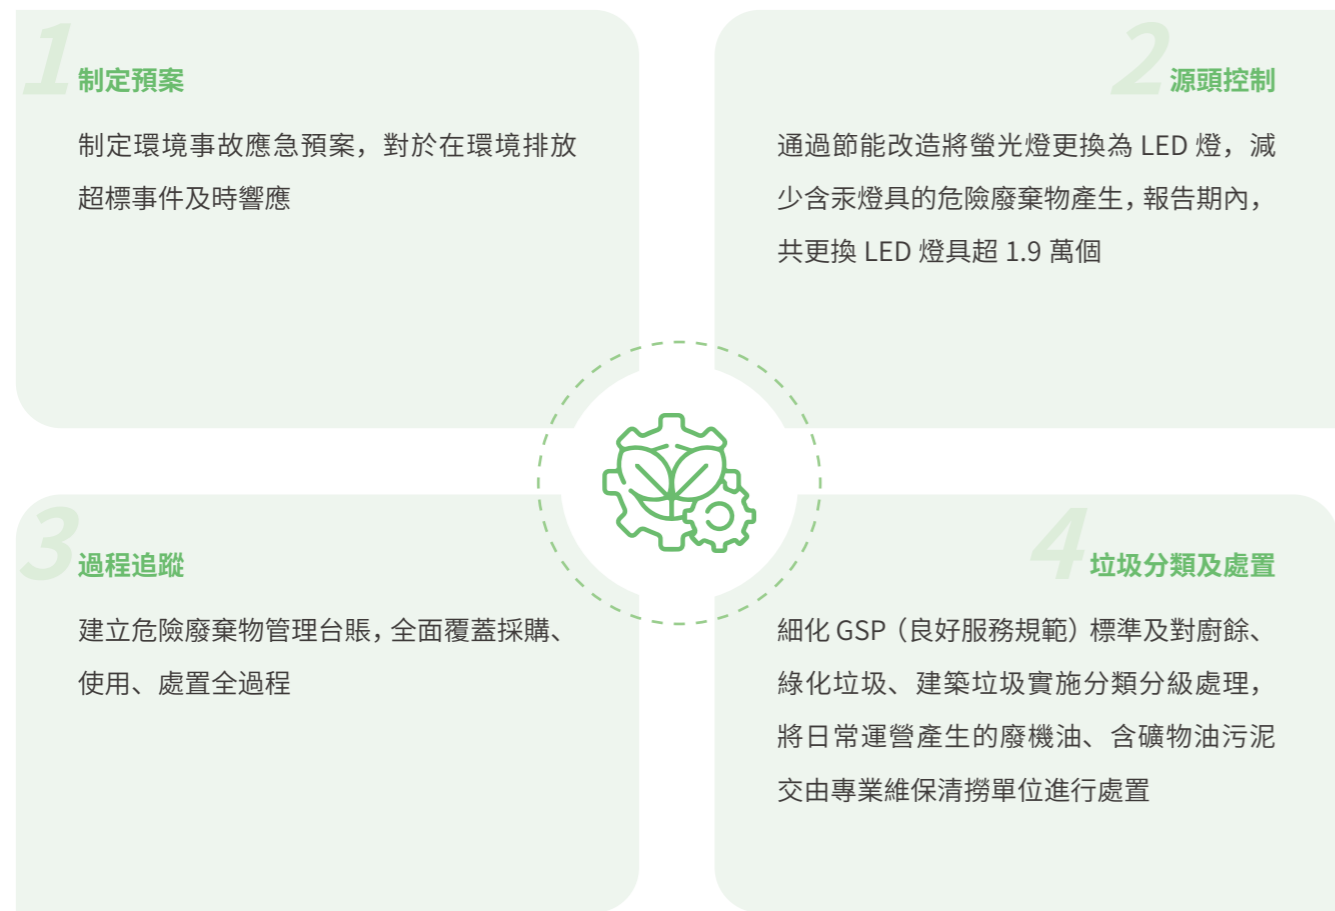 1
制定預案
制定環境事故應急預案，對於在環境排放
超標事件及時響應
2
源頭控制
通過節能改造將螢光燈更換為 LED 燈，減
少含汞燈具的危險廢棄物產生，報告期內，
共更換 LED 燈具超 1.9 萬個
3
過程追蹤
建立危險廢棄物管理台賬，全面覆蓋採購、
使用、處置全過程
4
垃圾分類及處置
細化 GSP（良好服務規範）標準及對廚餘、
綠化垃圾、建築垃圾實施分類分級處理，
將日常運營產生的廢機油、含礦物油污泥
交由專業維保清撈單位進行處置